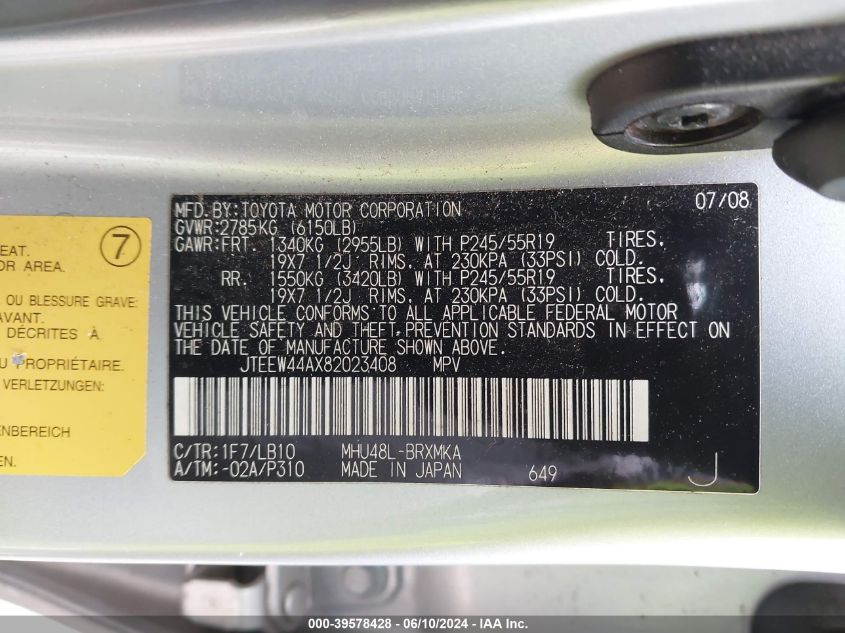 7
EAT.
OR AREA.
OU BLESSURE GRAVE:
AVANT.
DÉCRITES À
PROPRIÉTAIRE.
VERLETZUNGEN:
ENBEREICH
MFD.BY:TOYOTA MOTOR CORPORATION 07/08
GVWR:2785KG (6150LB)
GAWR:FRT. 1340KG (2955LB) WITH P245/55R19 TIRES,
19X7 1/2J RIMS, AT 230KPA (33PSI) COLD.
RR. 1550KG (3420LB) WITH P245/55R19 TIRES,
19X7 1/2J RIMS, AT 230KPA (33PSI) COLD.
THIS VEHICLE CONFORMS TO ALL APPLICABLE FEDERAL MOTOR
VEHICLE SAFETY AND THEFT PREVENTION STANDARDS IN EFFECT ON
THE DATE OF MANUFACTURE SHOWN ABOVE.
JTEEW44AX82023408 MPV
C/TR:1F7/LB10 MHU48L-BRXMKA
A/TM:-02A/P310 MADE IN JAPAN 649 J
000-39578428 - 06/10/2024 - IAA Inc.